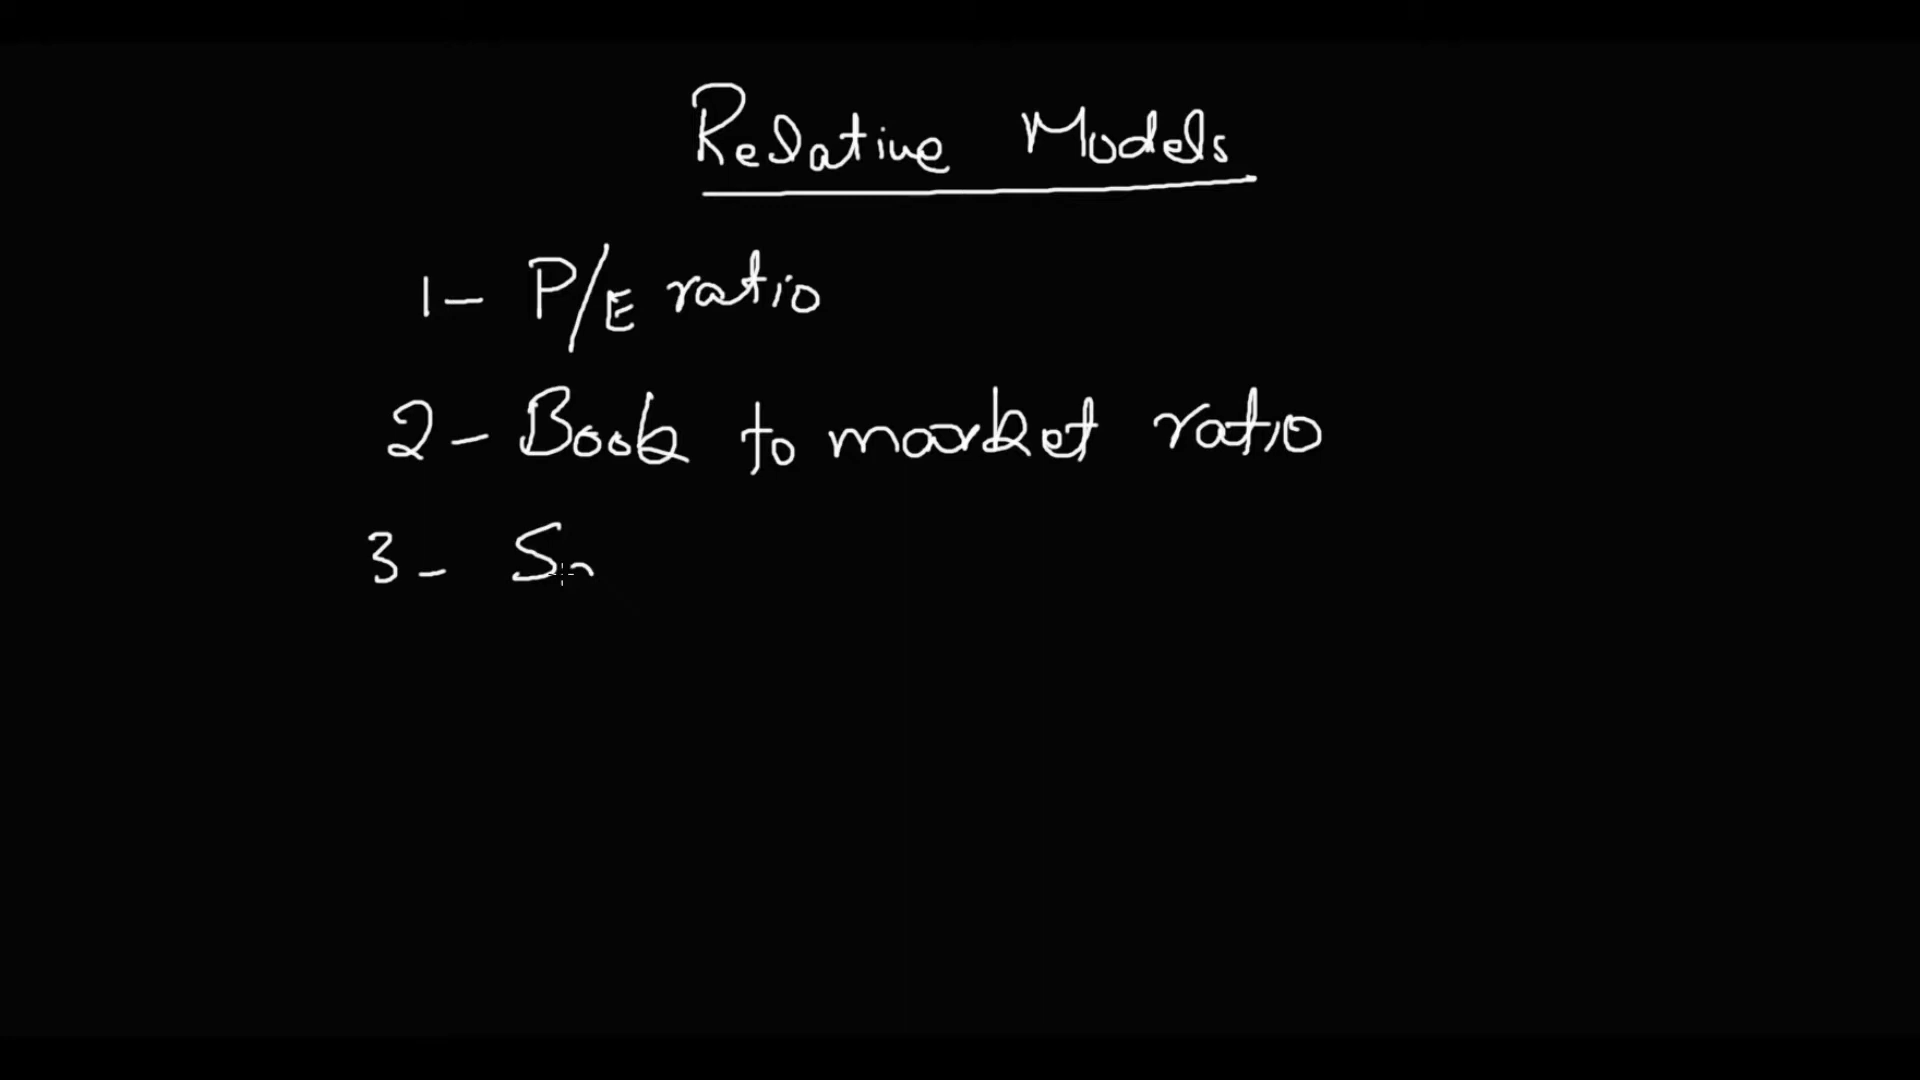 Relative Models
1- P/E ratio
2- Book to market ratio
3-